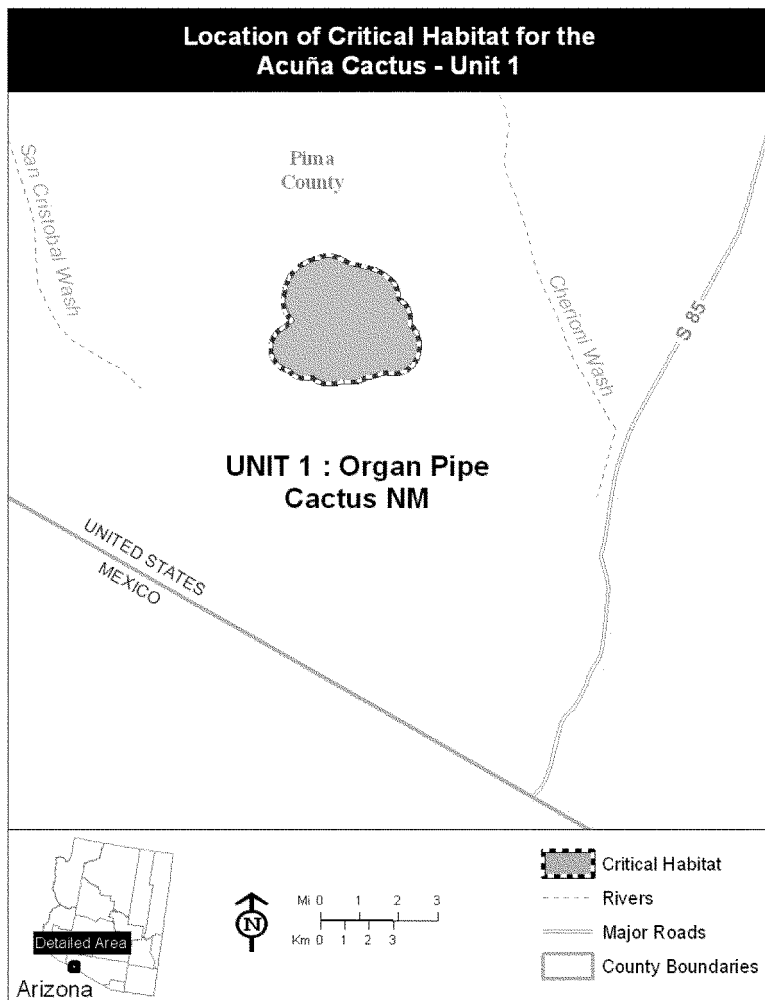 Location of Critical Habitat for the
Acuña Cactus - Unit 1
Pima
County
San Cristobal Wash
Cherioni Wash
S 85
UNIT 1 : Organ Pipe
Cactus NM
UNITED STATES
MEXICO
Detailed Area
Arizona
N
Mi 0 1 2 3
Km 0 1 2 3
Critical Habitat
Rivers
Major Roads
County Boundaries